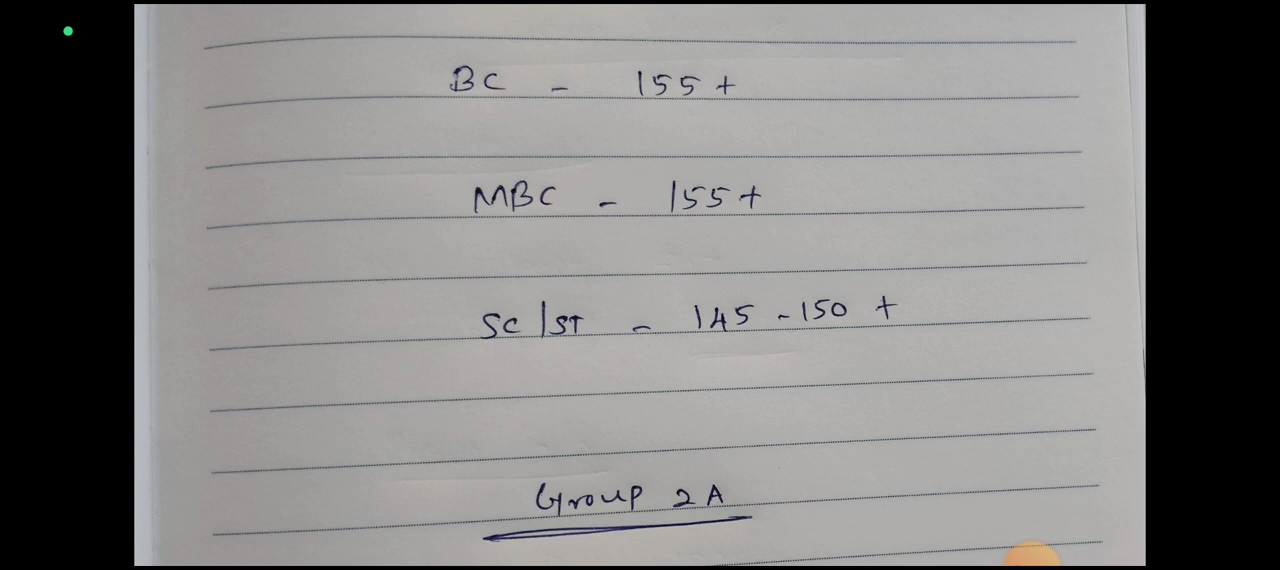 BC - 155+
MBC - 155+
SC/ST - 145 - 150 +
Group 2A